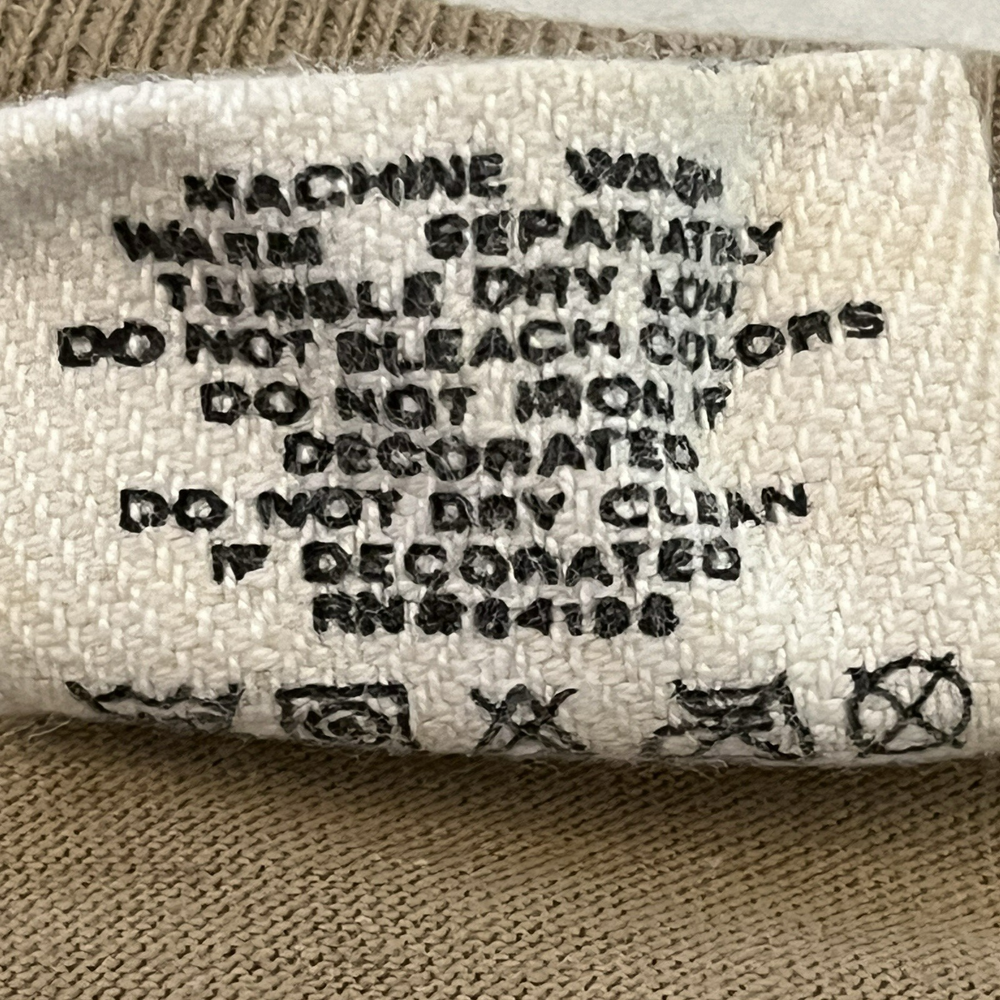 MACHINE WASH
WARM SEPARATELY
TUMBLE DRY LOW
DO NOT BLEACH COLORS
DO NOT IRON IF
DECORATED
DO NOT DRY CLEAN
IF DECORATED